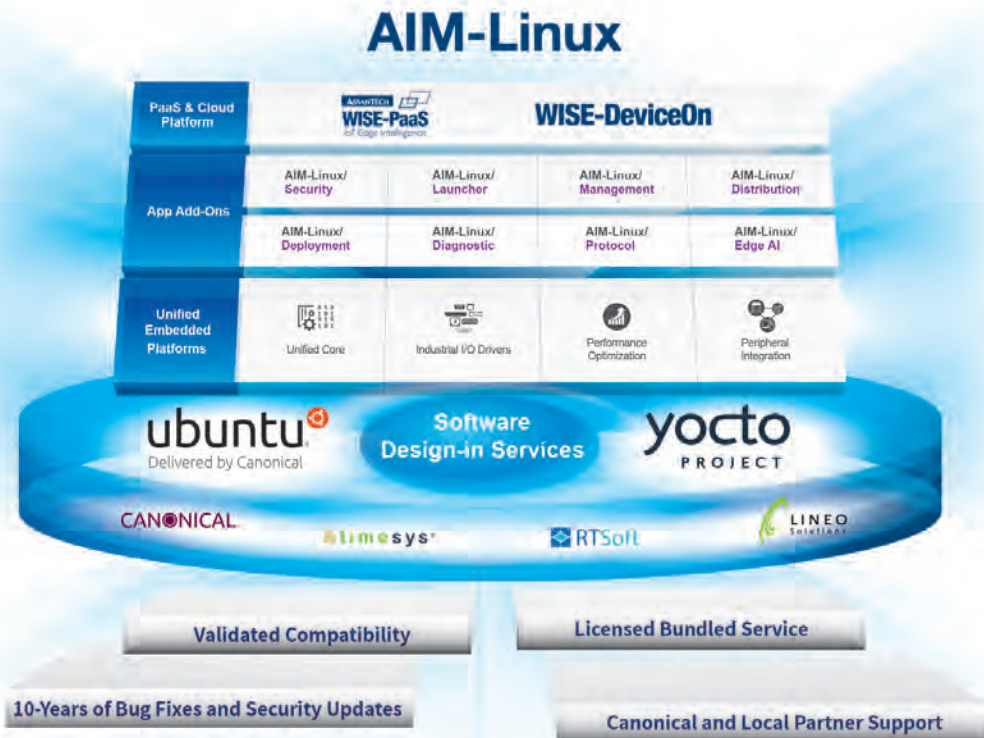 AIM-Linux
PaaS & Cloud
Platform
ADVANTECH
WISE-PaaS
IoT Edge Intelligence
WISE-DeviceOn
App Add-Ons
AIM-Linux/
Security
AIM-Linux/
Launcher
AIM-Linux/
Management
AIM-Linux/
Distribution
AIM-Linux/
Deployment
AIM-Linux/
Diagnostic
AIM-Linux/
Protocol
AIM-Linux/
Edge AI
Unified
Embedded
Platforms
Unified Core
Industrial I/O Drivers
Performance
Optimization
Peripheral
Integration
ubuntu
Delivered by Canonical
Software
Design-in Services
yocto
PROJECT
CANONICAL
timesys
RTSoft
LINEO
Solutions
Validated Compatibility
Licensed Bundled Service
10-Years of Bug Fixes and Security Updates
Canonical and Local Partner Support